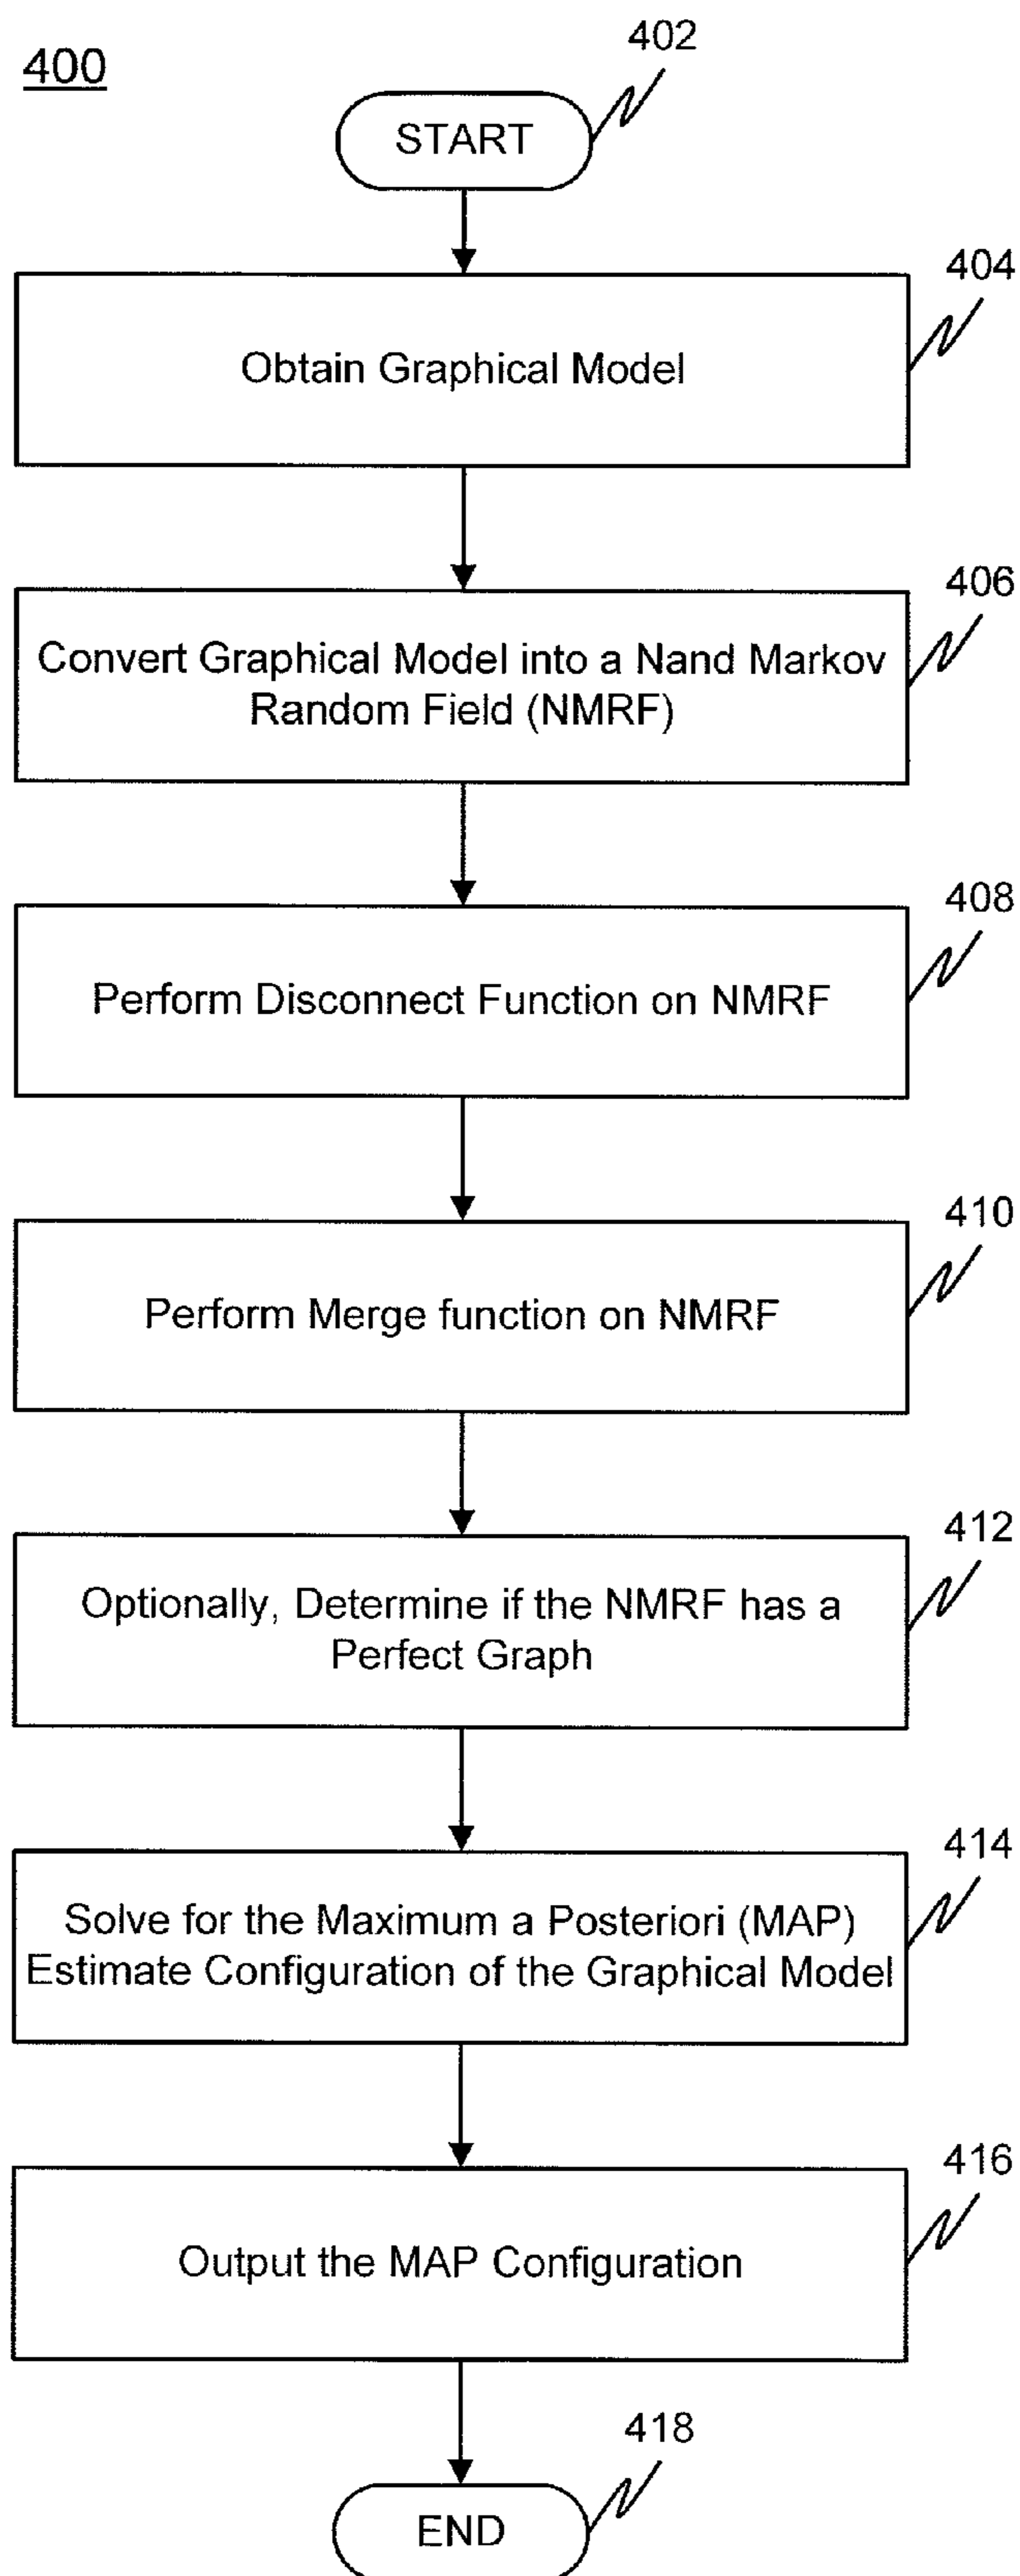 400
402
START
404
Obtain Graphical Model
406
Convert Graphical Model into a Nand Markov
Random Field (NMRF)
408
Perform Disconnect Function on NMRF
410
Perform Merge function on NMRF
412
Optionally, Determine if the NMRF has a
Perfect Graph
414
Solve for the Maximum a Posteriori (MAP)
Estimate Configuration of the Graphical Model
416
Output the MAP Configuration
418
END